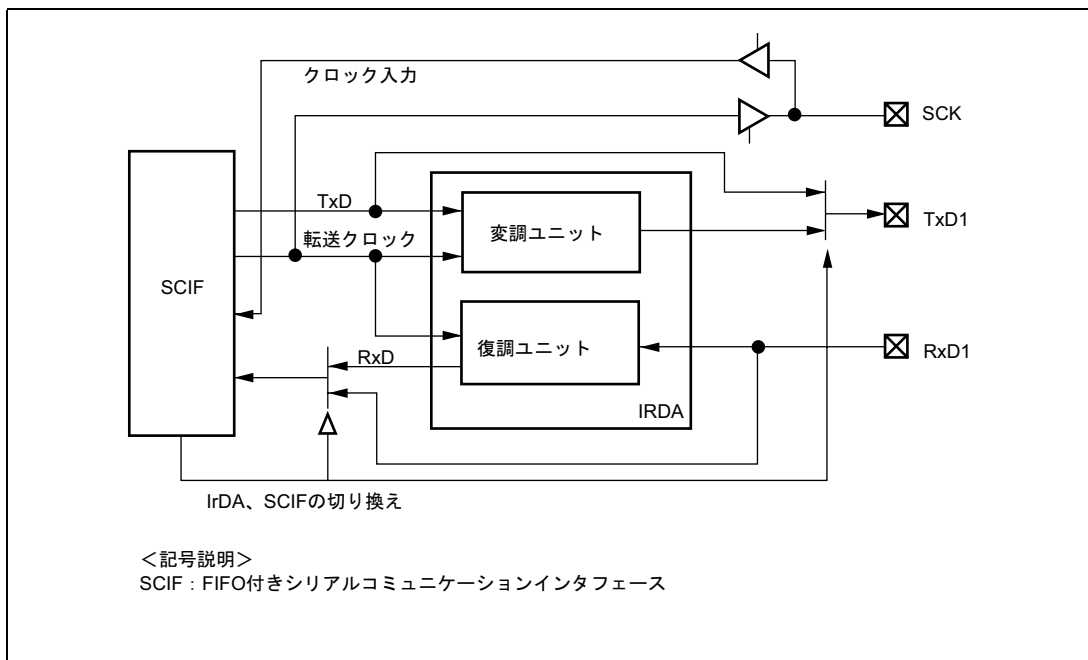 クロック入力
SCK
TxD
TxD1
転送クロック
変調ユニット
SCIF
復調ユニット
RxD
RxD1
IRDA
IrDA、SCIFの切り換え
＜記号説明＞
SCIF：FIFO付きシリアルコミュニケーションインタフェース